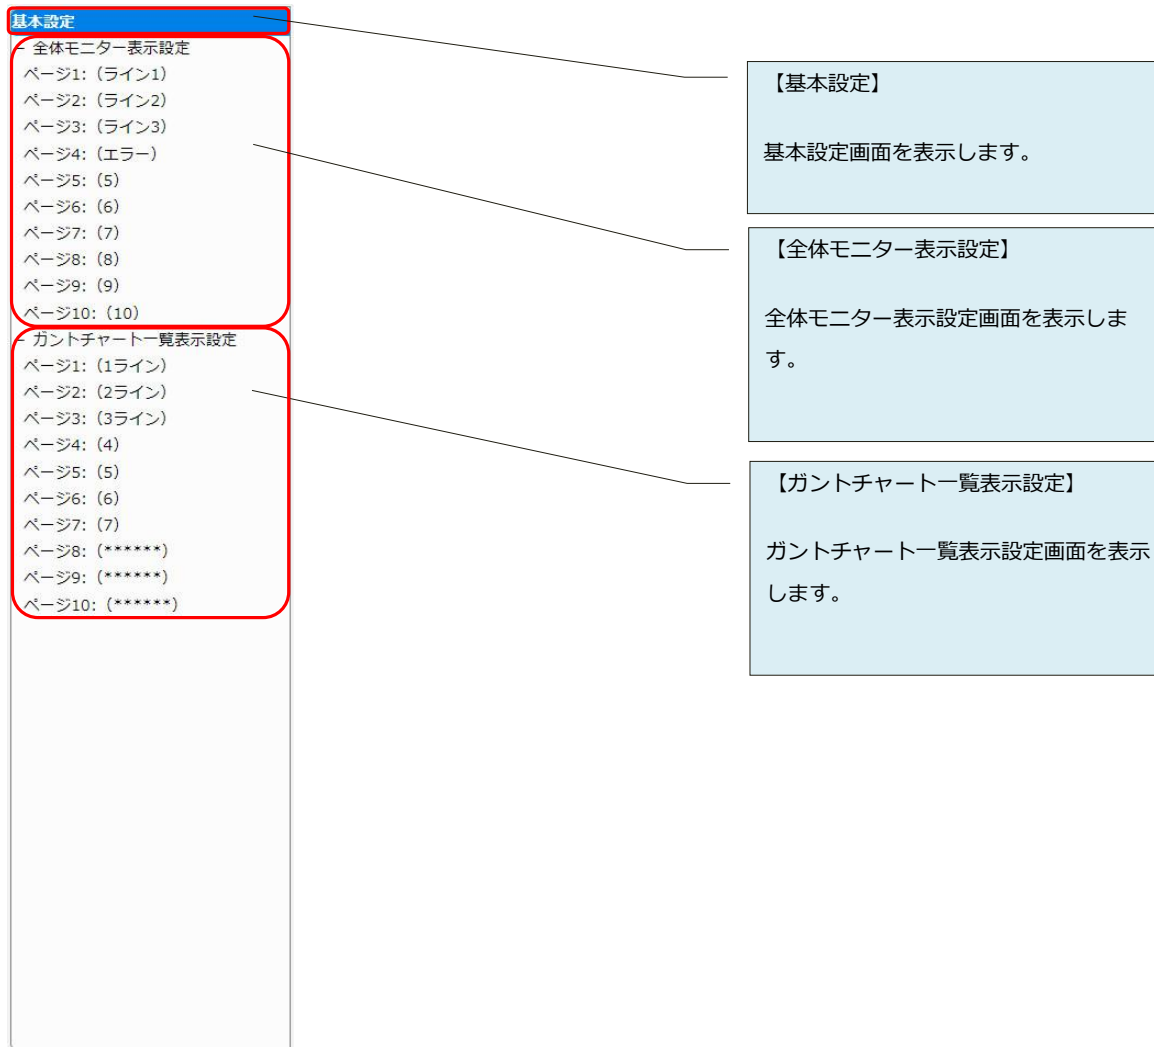 基本設定
－ 全体モニター表示設定
ページ1:（ライン1）
ページ2:（ライン2）
ページ3:（ライン3）
ページ4:（エラー）
ページ5:（5）
ページ6:（6）
ページ7:（7）
ページ8:（8）
ページ9:（9）
ページ10:（10）
－ ガントチャート一覧表示設定
ページ1:（1ライン）
ページ2:（2ライン）
ページ3:（3ライン）
ページ4:（4）
ページ5:（5）
ページ6:（6）
ページ7:（7）
ページ8:（******）
ページ9:（******）
ページ10:（******）
【基本設定】
基本設定画面を表示します。
【全体モニター表示設定】
全体モニター表示設定画面を表示しま
す。
【ガントチャート一覧表示設定】
ガントチャート一覧表示設定画面を表示
します。